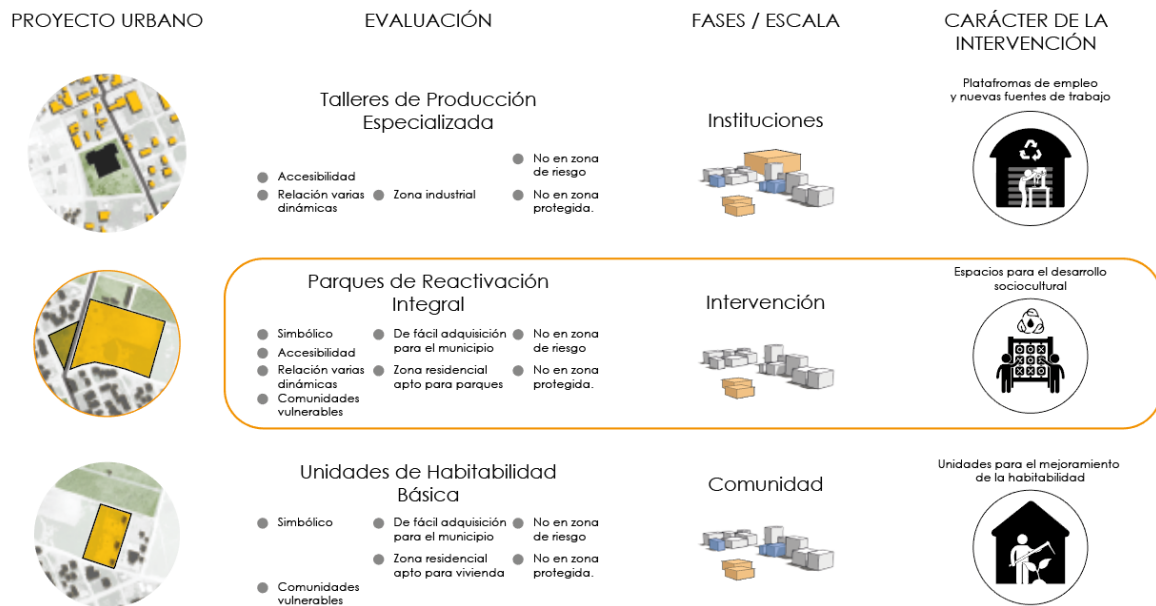 PROYECTO URBANO
EVALUACIÓN
FASES / ESCALA
CARÁCTER DE LA
INTERVENCIÓN
Talleres de Producción
Especializada
Accesibilidad
Relación varias
dinámicas
Zona industrial
No en zona
de riesgo
No en zona
protegida.
Instituciones
Platafromas de empleo
y nuevas fuentes de trabajo
Parques de Reactivación
Integral
Simbólico
Accesibilidad
Relación varias
dinámicas
Comunidades
vulnerables
De fácil adquisición
para el municipio
Zona residencial
apto para parques
No en zona
de riesgo
No en zona
protegida.
Intervención
Espacios para el desarrollo
sociocultural
Unidades de Habitabilidad
Básica
Simbólico
Comunidades
vulnerables
De fácil adquisición
para el municipio
Zona residencial
apto para vivienda
No en zona
de riesgo
No en zona
protegida.
Comunidad
Unidades para el mejoramiento
de la habitabilidad